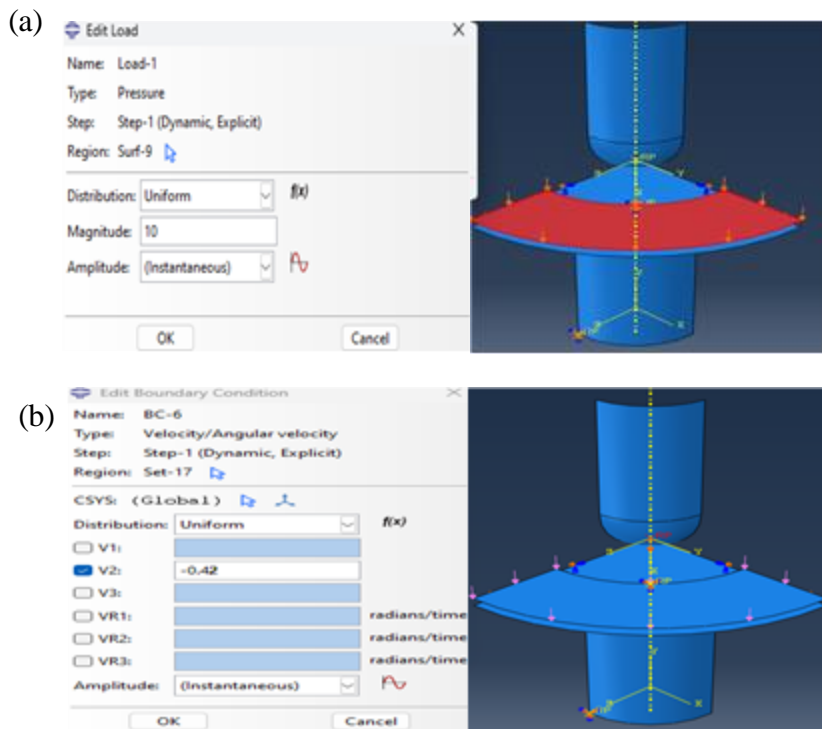 (a)
Edit Load
X
Name: Load-1
Type: Pressure
Step: Step-1 (Dynamic, Explicit)
Region: Surf-9
Distribution: Uniform f(x)
Magnitude: 10
Amplitude: (Instantaneous)
OK Cancel
(b)
Edit Boundary Condition
Name: BC-6
Type: Velocity/Angular velocity
Step: Step-1 (Dynamic, Explicit)
Region: Set-17
CSYS: (Global)
Distribution: Uniform f(x)
V1:
V2: -0.42
V3:
VR1: radians/time
VR2: radians/time
VR3: radians/time
Amplitude: (Instantaneous)
OK Cancel